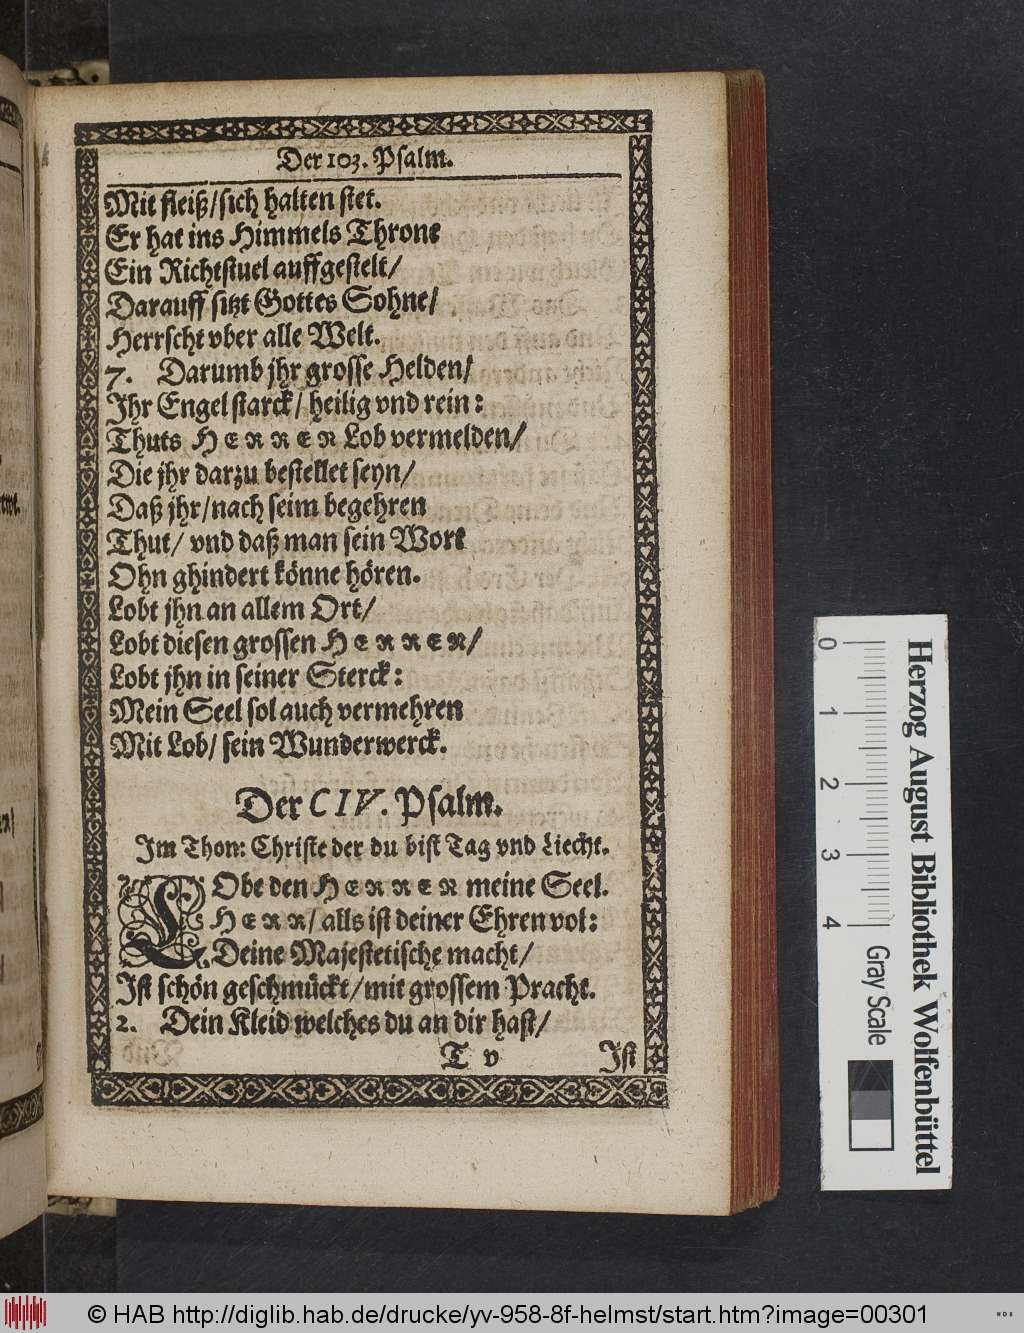 Der 103. Psalm.
Mit fleiß/sich halten stet.
Er hat ins Himmels Throne
Ein Richtstuel auffgestelt/
Darauff sitzt Gottes Sohne/
Herrscht vber alle Welt.
7. Darumb jhr grosse Helden/
Ihr Engel starck/ heilig vnd rein:
Thuts HERREN Lob vermelden/
Die jhr darzu bestellet seyn/
Daß jhr/nach seim begehren
Thut/ vnd daß man sein Wort
Ohn ghindert könne hören.
Lobt jhn an allem Ort/
Lobt diesen grossen HERREN/
Lobt jhn in seiner Sterck:
Mein Seel sol auch vermehren
Mit Lob/ sein Wunderwerck.
Der CIV. Psalm.
Im Thon: Christe der du bist Tag vnd Liecht.
LObe den HERREN meine Seel.
HERR/ alls ist deiner Ehren vol:
Deine Majestetische macht/
Ist schön geschmückt/mit grossem Pracht.
2. Dein Kleid welches du an dir hast/
T v Ist
0 1 2 3 4
Herzog August Bibliothek Wolfenbüttel
Gray Scale
© HAB http://diglib.hab.de/drucke/yv-958-8f-helmst/start.htm?image=00301